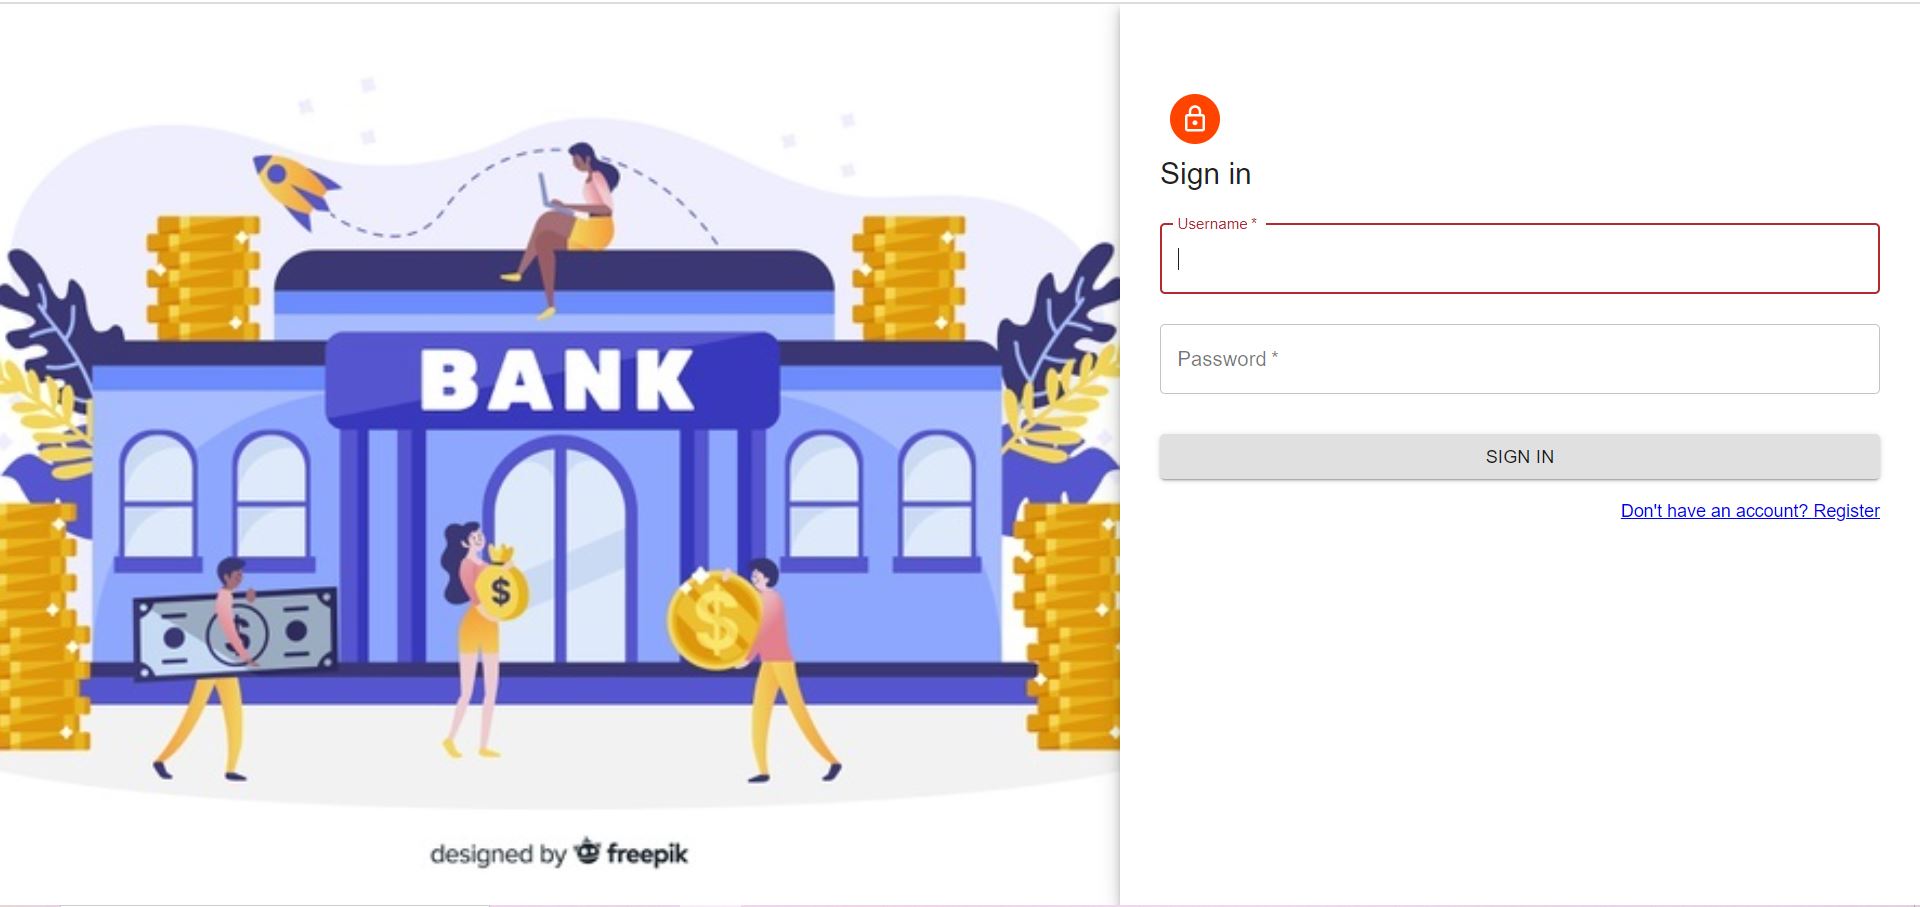 BANK
$
$
$
designed by freepik
Sign in
Username *
Password *
SIGN IN
Don't have an account? Register